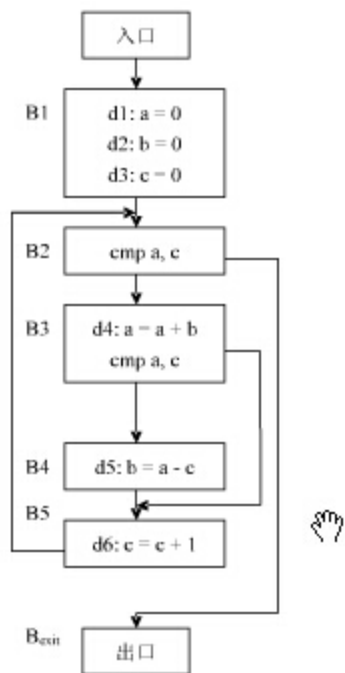 入口
B1
d1: a = 0
d2: b = 0
d3: c = 0
B2
cmp a, c
B3
d4: a = a + b
cmp a, c
B4
d5: b = a - c
B5
d6: c = c + 1
Bexit
出口